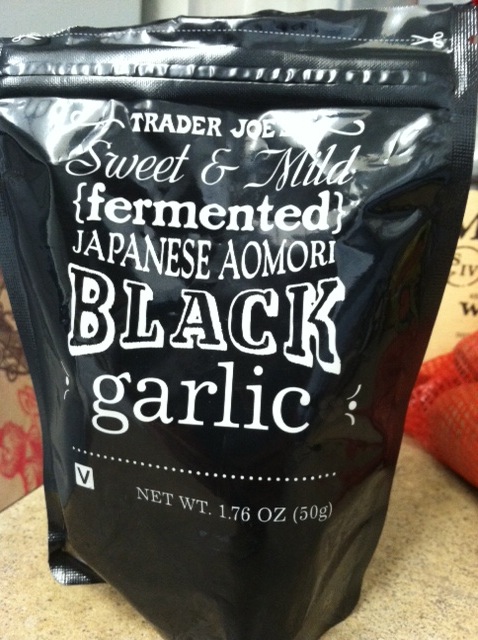 TRADER JOE'S
Sweet & Mild
{fermented}
JAPANESE AOMORI
BLACK
garlic
V
NET WT. 1.76 OZ (50g)